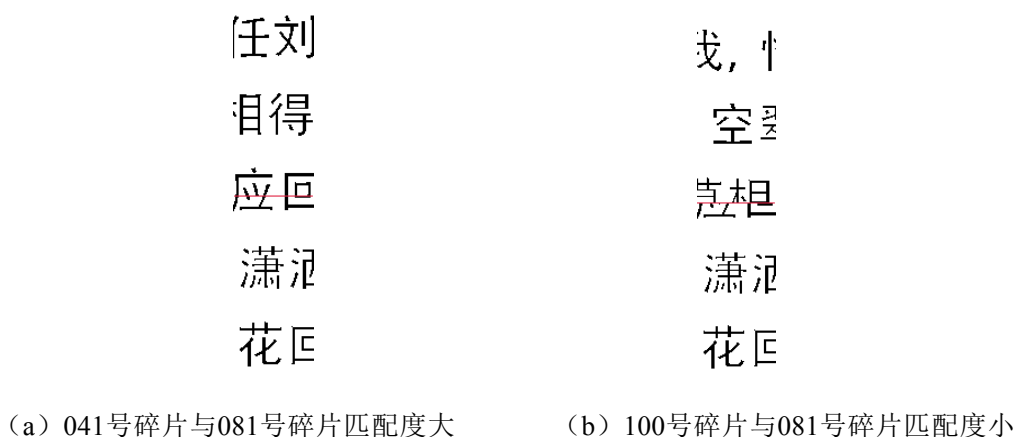 任刘
相得
应回
潇洒
花回
我，忄
空翠
范相
潇洒
花回
（a）041号碎片与081号碎片匹配度大
（b）100号碎片与081号碎片匹配度小